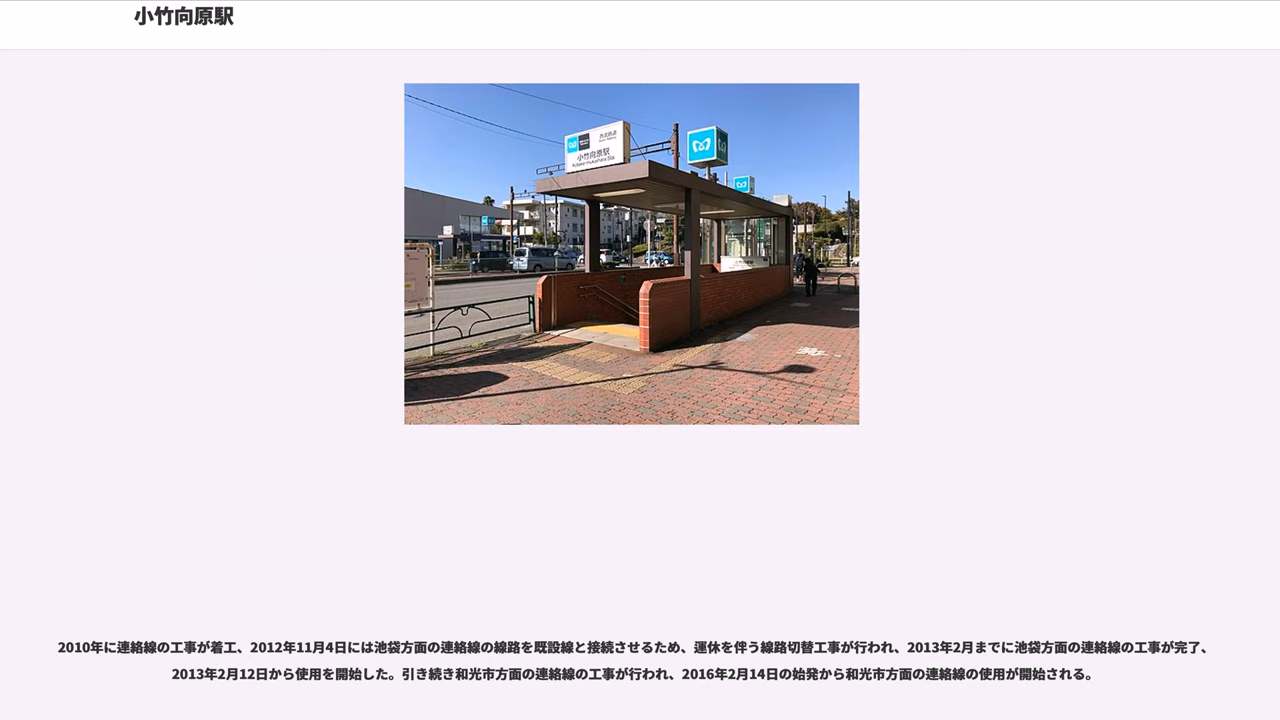 小竹向原駅
西武鉄道
小竹向原駅
Kotake-mukaihara Sta.
2010年に連絡線の工事が着工、2012年11月4日には池袋方面の連絡線の線路を既設線と接続させるため、運休を伴う線路切替工事が行われ、2013年2月までに池袋方面の連絡線の工事が完了、
2013年2月12日から使用を開始した。引き続き和光市方面の連絡線の工事が行われ、2016年2月14日の始発から和光市方面の連絡線の使用が開始される。